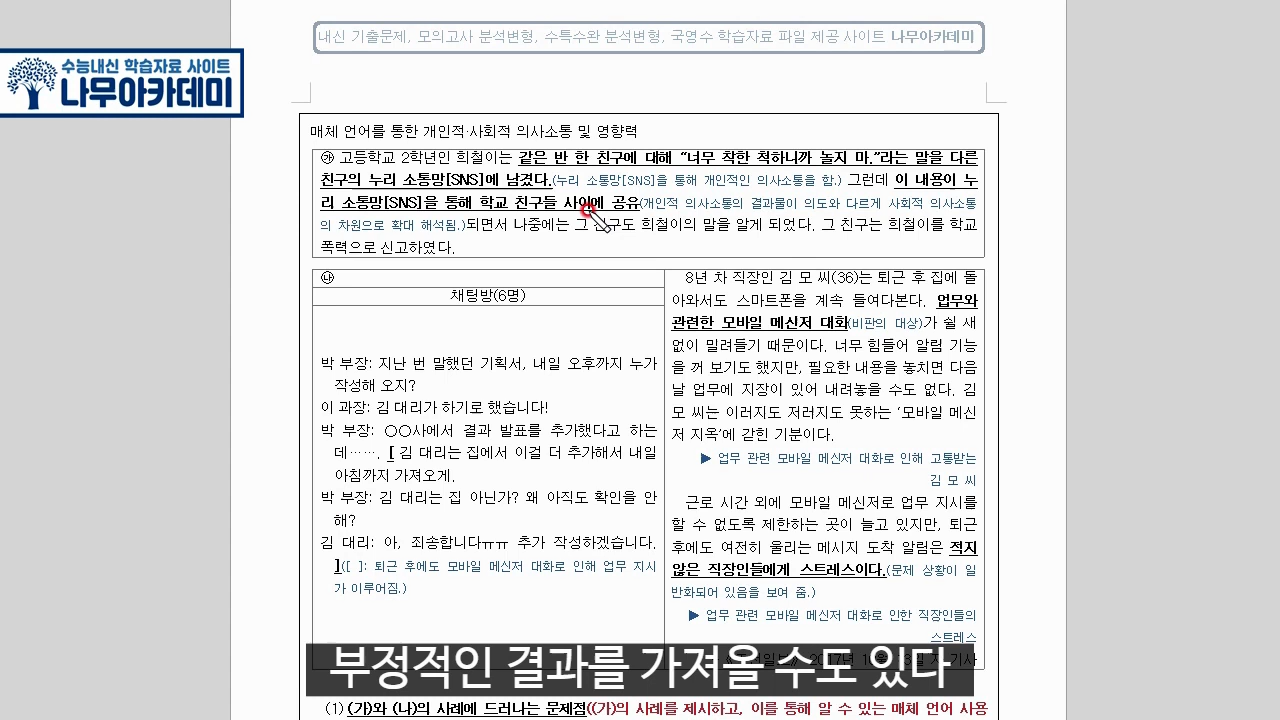 내신 기출문제, 모의고사 분석변형, 수특수완 분석변형, 국영수 학습자료 파일 제공 사이트 나무아카데미
수능내신 학습자료 사이트
나무아카데미
매체 언어를 통한 개인적·사회적 의사소통 및 영향력
㉮ 고등학교 2학년인 희철이는 같은 반 한 친구에 대해 “너무 착한 척하니까 놀지 마.”라는 말을 다른
친구의 누리 소통망[SNS]에 남겼다.(누리 소통망[SNS]을 통해 개인적인 의사소통을 함.) 그런데 이 내용이 누
리 소통망[SNS]을 통해 학교 친구들 사이에 공유(개인적 의사소통의 결과물이 의도와 다르게 사회적 의사소통
의 차원으로 확대 해석됨.)되면서 나중에는 그 친구도 희철이의 말을 알게 되었다. 그 친구는 희철이를 학교
폭력으로 신고하였다.
㉯
채팅방(6명)
박 부장: 지난 번 말했던 기획서, 내일 오후까지 누가
작성해 오지?
이 과장: 김 대리가 하기로 했습니다!
박 부장: ○○사에서 결과 발표를 추가했다고 하는
데……. [ 김 대리는 집에서 이걸 더 추가해서 내일
아침까지 가져오게.
박 부장: 김 대리는 집 아닌가? 왜 아직도 확인을 안
해?
김 대리: 아, 죄송합니다ㅠㅠ 추가 작성하겠습니다.
]([ ]: 퇴근 후에도 모바일 메신저 대화로 인해 업무 지시
가 이루어짐.)
8년 차 직장인 김 모 씨(36)는 퇴근 후 집에 돌
아와서도 스마트폰을 계속 들여다본다. 업무와
관련한 모바일 메신저 대화(비판의 대상)가 쉴 새
없이 밀려들기 때문이다. 너무 힘들어 알림 기능
을 꺼 보기도 했지만, 필요한 내용을 놓치면 다음
날 업무에 지장이 있어 내려놓을 수도 없다. 김
모 씨는 이러지도 저러지도 못하는 ‘모바일 메신
저 지옥’에 갇힌 기분이다.
▶ 업무 관련 모바일 메신저 대화로 인해 고통받는
김 모 씨
근로 시간 외에 모바일 메신저로 업무 지시를
할 수 없도록 제한하는 곳이 늘고 있지만, 퇴근
후에도 여전히 울리는 메시지 도착 알람은 적지
않은 직장인들에게 스트레스이다.(문제 상황이 일
반화되어 있음을 보여 줌.)
▶ 업무 관련 모바일 메신저 대화로 인한 직장인들의
스트레스
부정적인 결과를 가져올 수도 있다
(1) (가)와 (나)의 사례에 드러나는 문제점((가)의 사례를 제시하고, 이를 통해 알 수 있는 매체 언어 사용